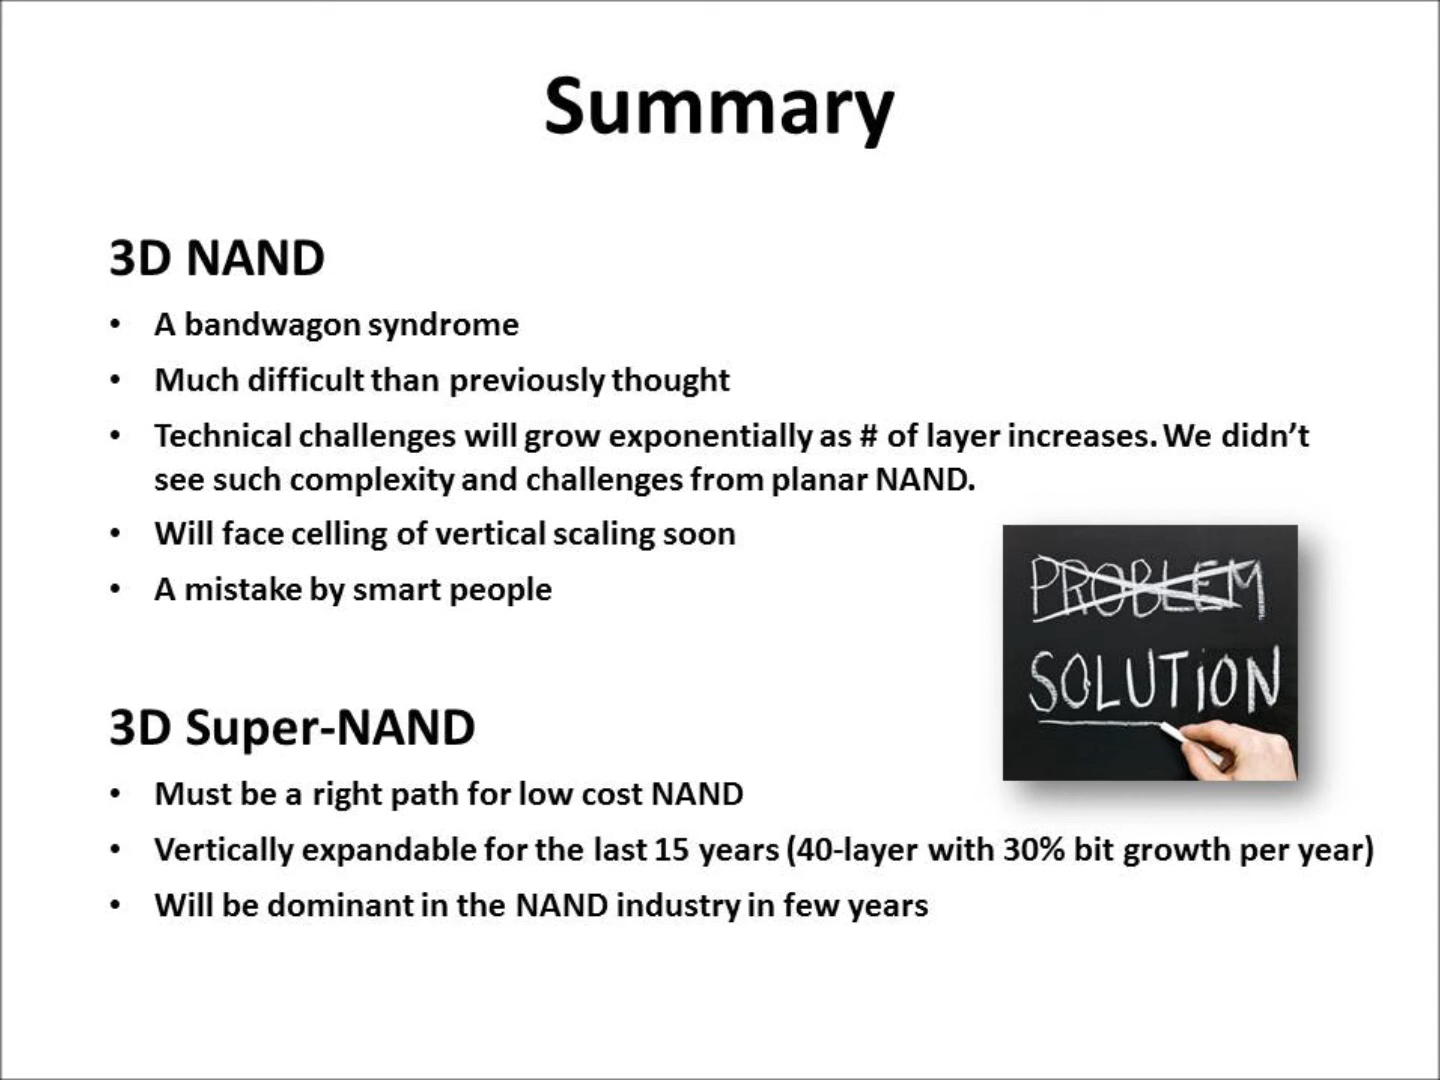 Summary
3D NAND
• A bandwagon syndrome
• Much difficult than previously thought
• Technical challenges will grow exponentially as # of layer increases. We didn't
see such complexity and challenges from planar NAND.
• Will face celling of vertical scaling soon
• A mistake by smart people
PROBLEM
SOLUTiON
3D Super-NAND
• Must be a right path for low cost NAND
• Vertically expandable for the last 15 years (40-layer with 30% bit growth per year)
• Will be dominant in the NAND industry in few years